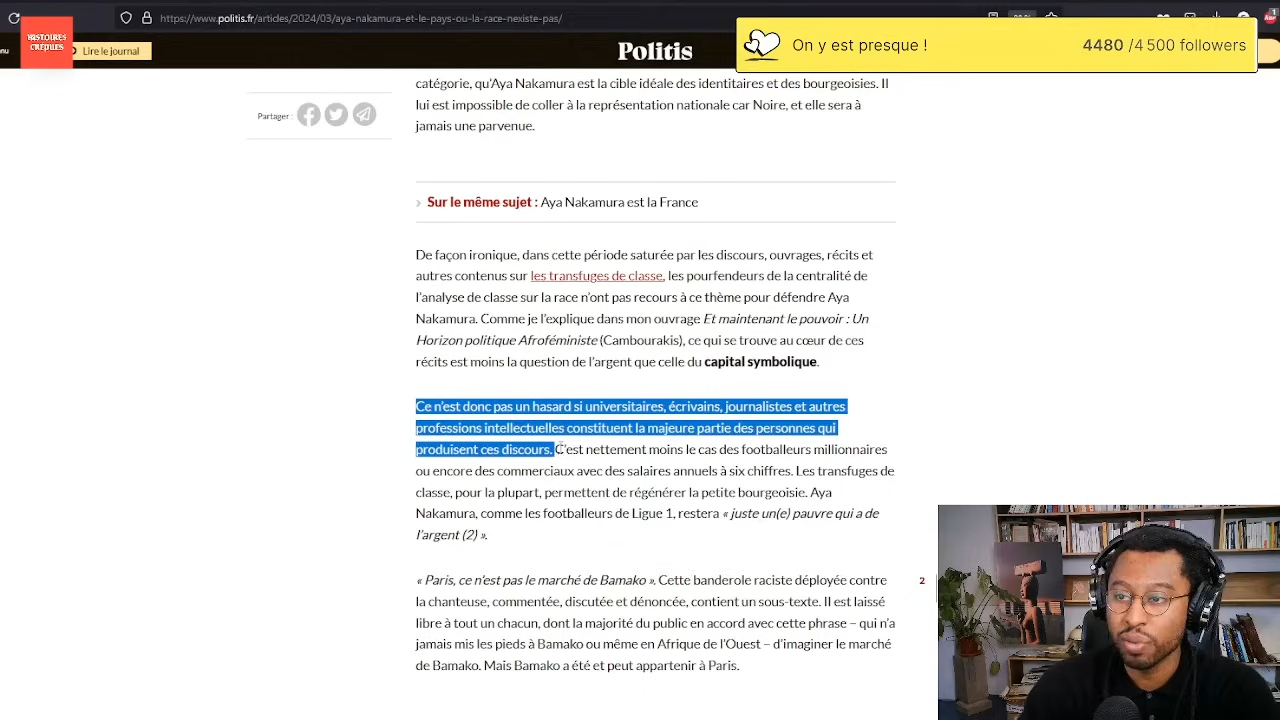 https://www.politis.fr/articles/2024/03/aya-nakamura-et-le-pays-ou-la-race-nexiste-pas/
HISTOIRES
CRÉPUES
nu
Lire le journal
Politis
On y est presque !
4480 /4 500 followers
Partager :
catégorie, qu'Aya Nakamura est la cible idéale des identitaires et des bourgeoisies. Il
lui est impossible de coller à la représentation nationale car Noire, et elle sera à
jamais une parvenue.
› Sur le même sujet : Aya Nakamura est la France
De façon ironique, dans cette période saturée par les discours, ouvrages, récits et
autres contenus sur les transfuges de classe, les pourfendeurs de la centralité de
l'analyse de classe sur la race n'ont pas recours à ce thème pour défendre Aya
Nakamura. Comme je l'explique dans mon ouvrage Et maintenant le pouvoir : Un
Horizon politique Afroféministe (Cambourakis), ce qui se trouve au cœur de ces
récits est moins la question de l'argent que celle du capital symbolique.
Ce n'est donc pas un hasard si universitaires, écrivains, journalistes et autres
professions intellectuelles constituent la majeure partie des personnes qui
produisent ces discours. C'est nettement moins le cas des footballeurs millionnaires
ou encore des commerciaux avec des salaires annuels à six chiffres. Les transfuges de
classe, pour la plupart, permettent de régénérer la petite bourgeoisie. Aya
Nakamura, comme les footballeurs de Ligue 1, restera « juste un(e) pauvre qui a de
l'argent (2) ».
« Paris, ce n'est pas le marché de Bamako ». Cette banderole raciste déployée contre
2
la chanteuse, commentée, discutée et dénoncée, contient un sous-texte. Il est laissé
libre à tout un chacun, dont la majorité du public en accord avec cette phrase – qui n'a
jamais mis les pieds à Bamako ou même en Afrique de l'Ouest – d'imaginer le marché
de Bamako. Mais Bamako a été et peut appartenir à Paris.